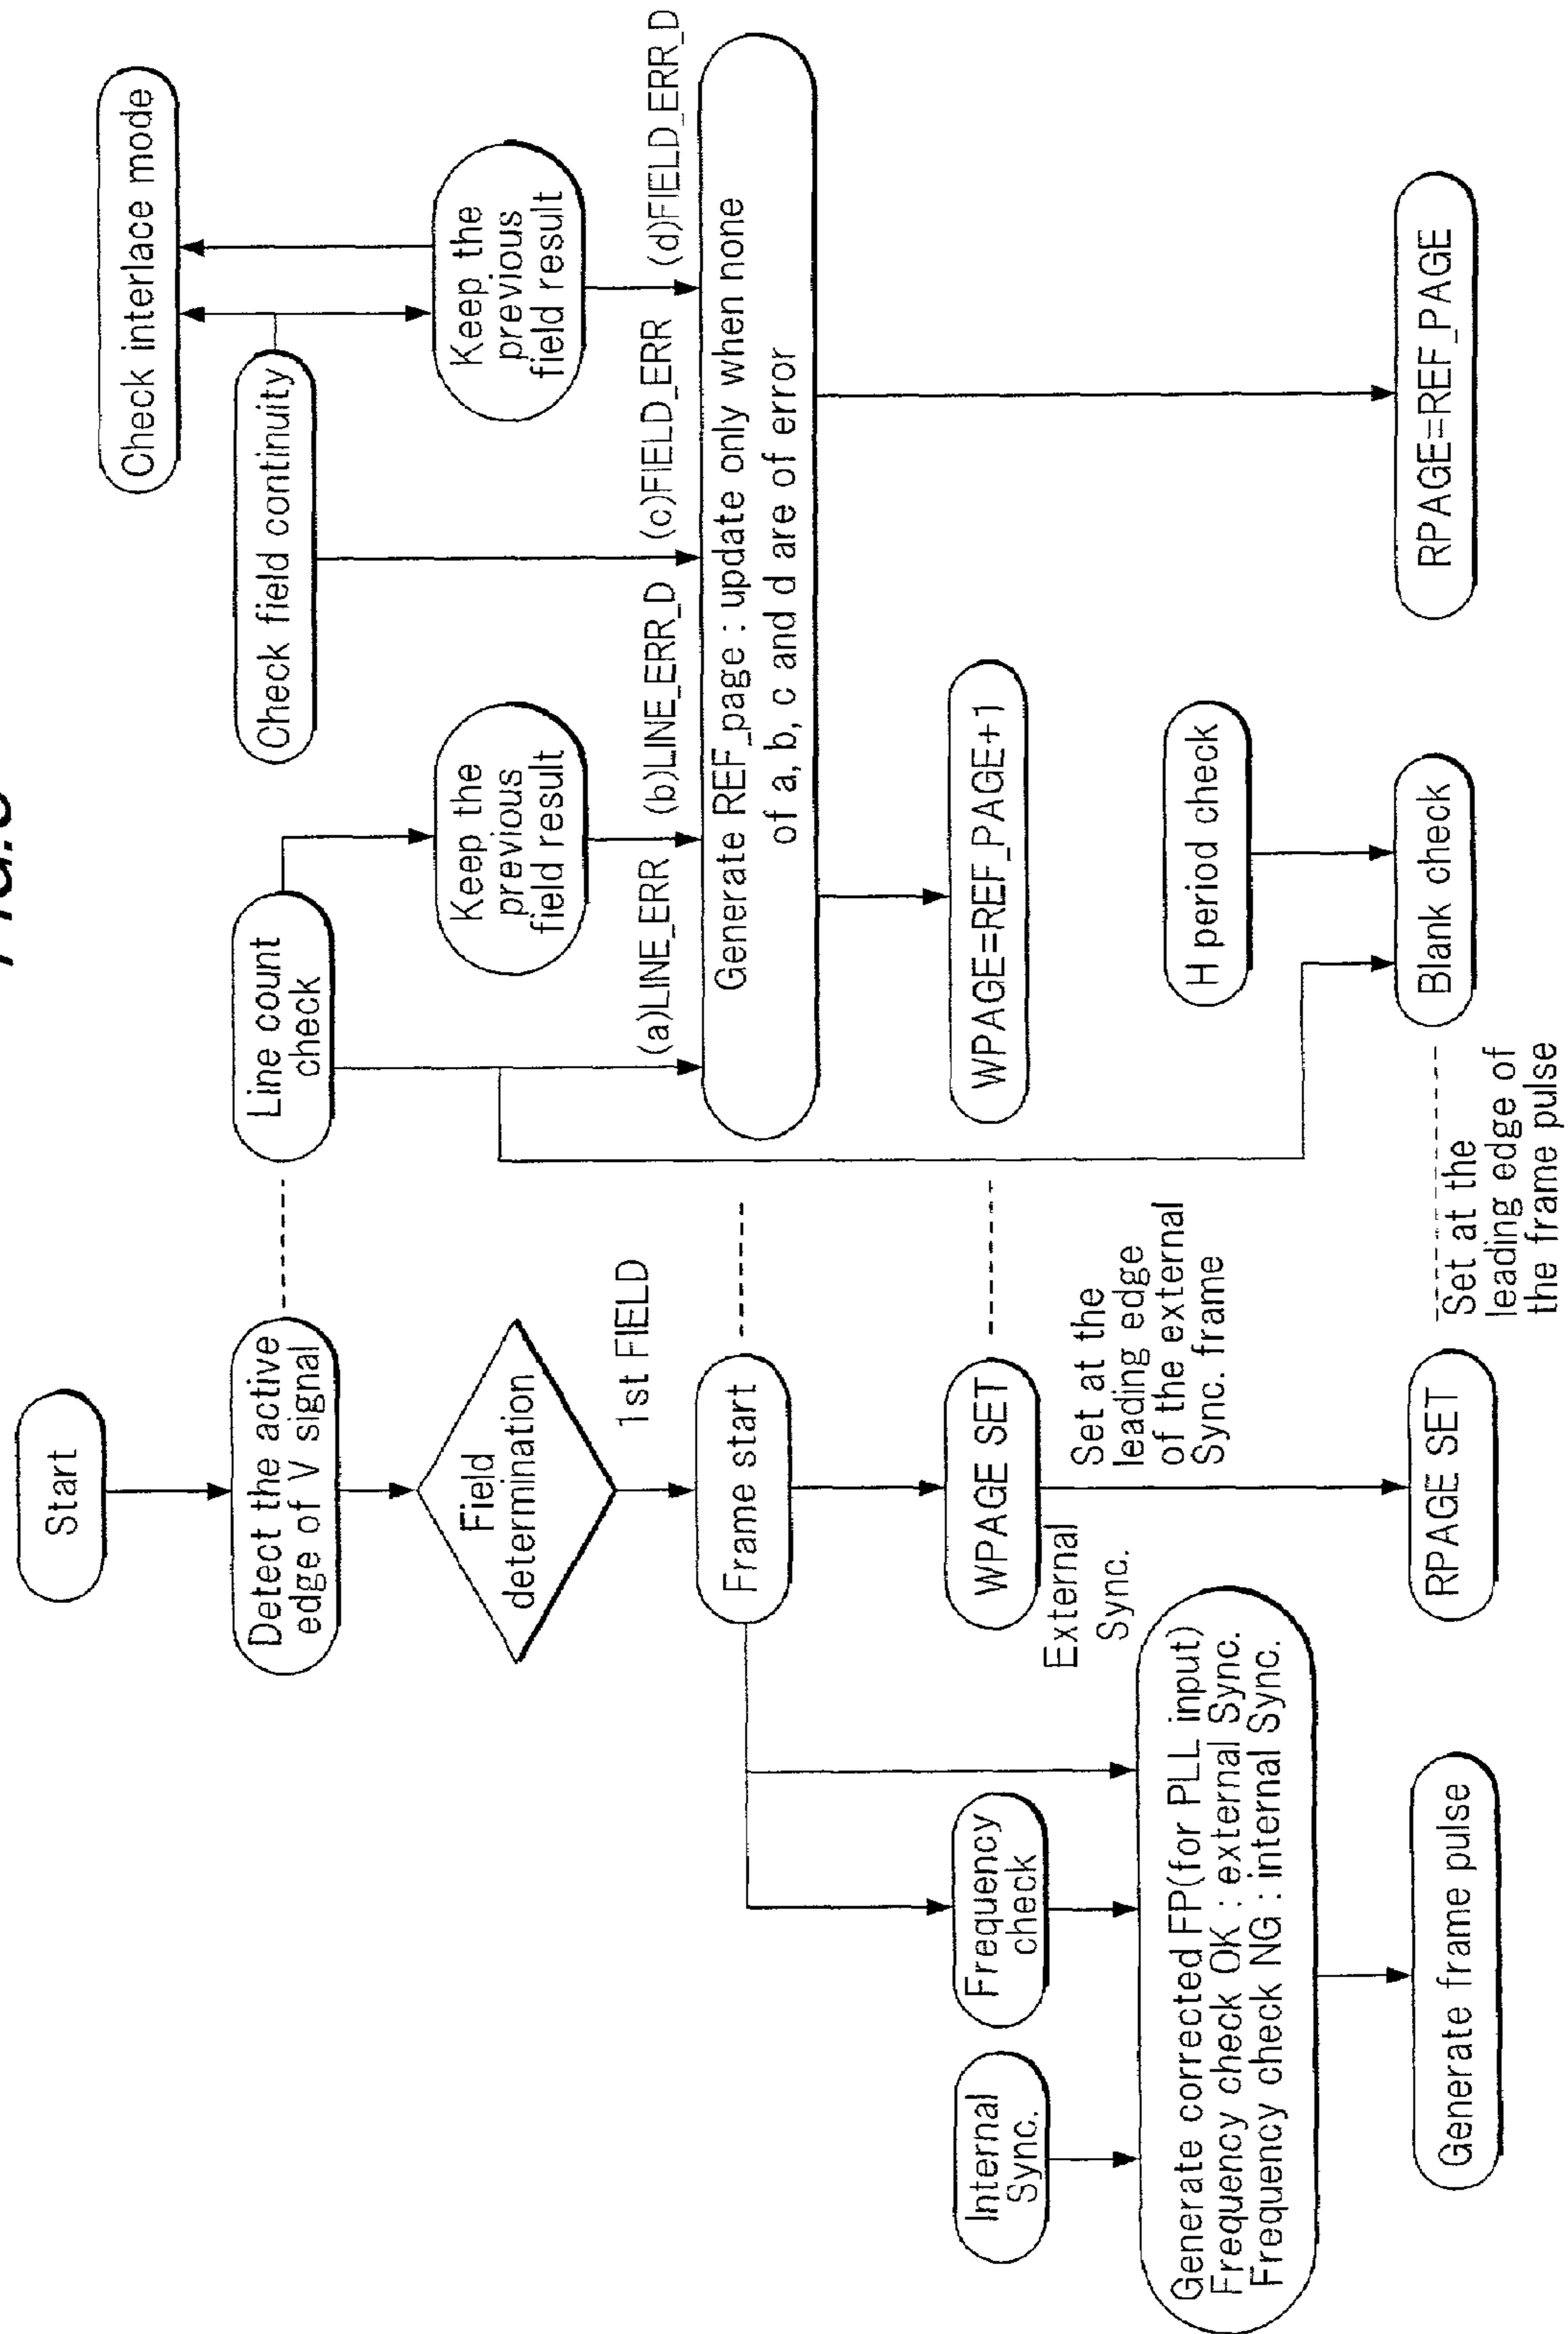 Start
Detect the active
edge of V signal
Field
determination
1st FIELD
Frame start
WPAGE SET
Set at the
leading edge
of the external
Sync. frame
External
Sync.
RPAGE SET
Set at the
leading edge of
the frame pulse
Internal
Sync.
Frequency
check
Generate corrected FP(for PLL input)
Frequency check OK : external Sync.
Frequency check NG : internal Sync.
Generate frame pulse
Line count
check
Keep the
previous
field result
Check field continuity
Check interlace mode
Keep the
previous
field result
(a)LINE_ERR
(b)LINE_ERR_D
(c)FIELD_ERR
(d)FIELD_ERR_D
Generate REF_page : update only when none
of a, b, c and d are of error
WPAGE=REF_PAGE+1
H period check
Blank check
RPAGE=REF_PAGE